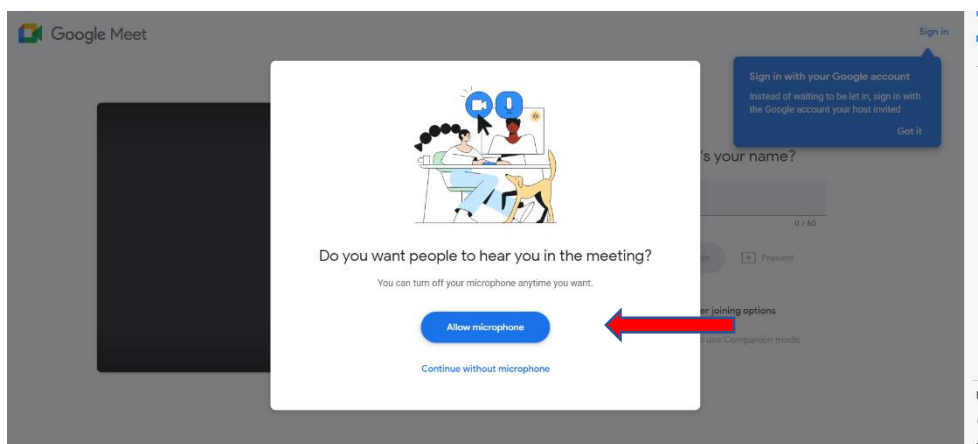 Google Meet
Sign in
Sign in with your Google account
Instead of waiting to be let in, sign in with
the Google account your host invited
Got it
's your name?
0 / 60
Present
Do you want people to hear you in the meeting?
You can turn off your microphone anytime you want.
er joining options
Allow microphone
use Companion mode
Continue without microphone